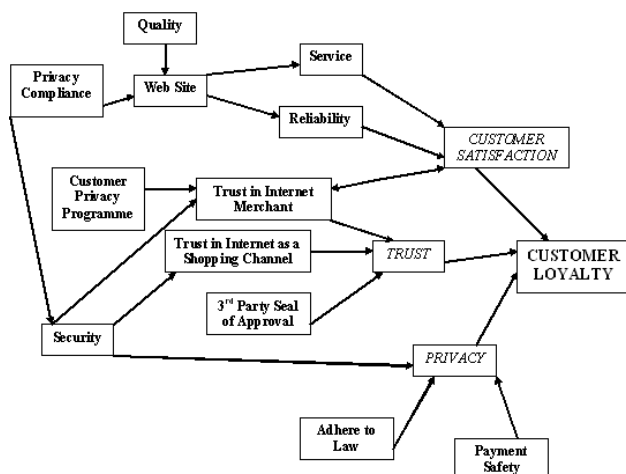 Quality
Privacy
Compliance
Web Site
Service
Reliability
CUSTOMER
SATISFACTION
Customer
Privacy
Programme
Trust in Internet
Merchant
Trust in Internet as a
Shopping Channel
TRUST
CUSTOMER
LOYALTY
3rd Party Seal
of Approval
Security
PRIVACY
Adhere to
Law
Payment
Safety